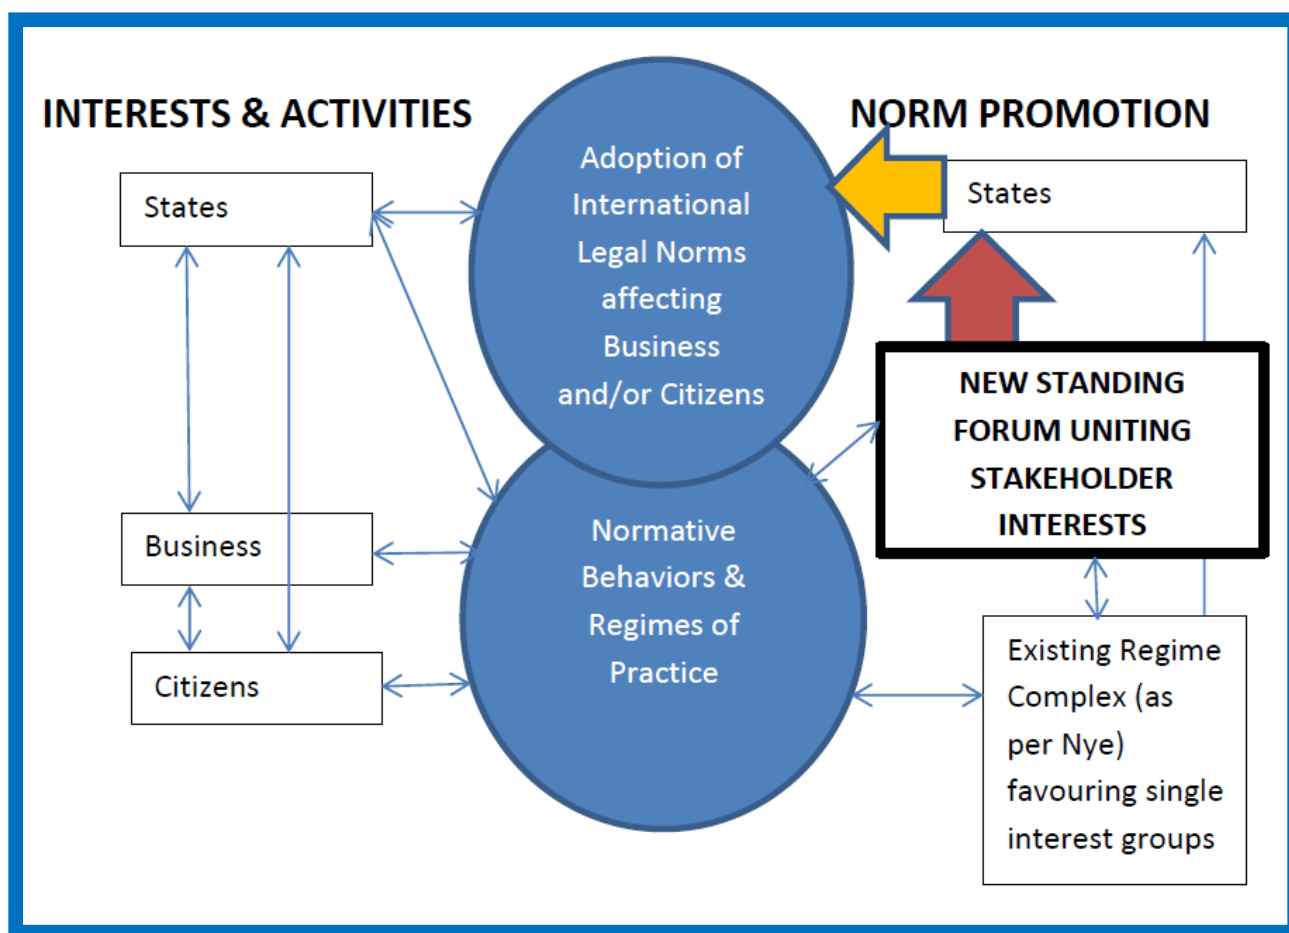 INTERESTS & ACTIVITIES
States
Business
Citizens
Adoption of
International
Legal Norms
affecting
Business
and/or Citizens
Normative
Behaviors &
Regimes of
Practice
NORM PROMOTION
States
NEW STANDING
FORUM UNITING
STAKEHOLDER
INTERESTS
Existing Regime
Complex (as
per Nye)
favouring single
interest groups